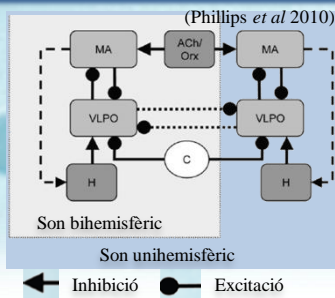 (Phillips et al 2010)
MA
ACh/
Orx
MA
VLPO
VLPO
C
H
H
Son bihemisfèric
Son unihemisfèric
Inhibició
Excitació